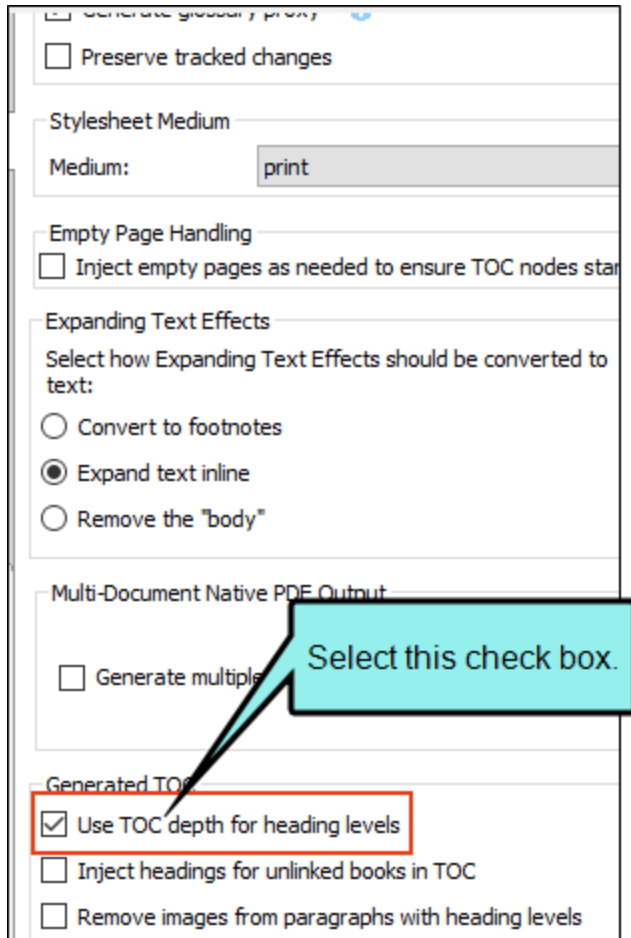 Generate glossary proxy
Preserve tracked changes
Stylesheet Medium
Medium: print
Empty Page Handling
Inject empty pages as needed to ensure TOC nodes star
Expanding Text Effects
Select how Expanding Text Effects should be converted to
text:
Convert to footnotes
Expand text inline
Remove the "body"
Multi-Document Native PDF Output
Select this check box.
Generate multiple
Generated TOC
Use TOC depth for heading levels
Inject headings for unlinked books in TOC
Remove images from paragraphs with heading levels